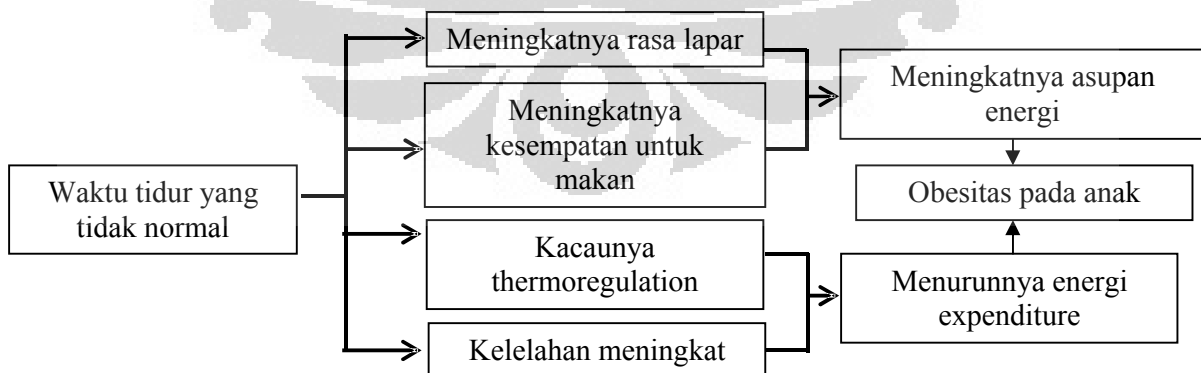 Waktu tidur yang
tidak normal
Meningkatnya rasa lapar
Meningkatnya
kesempatan untuk
makan
Kacaunya
thermoregulation
Kelelahan meningkat
Meningkatnya asupan
energi
Obesitas pada anak
Menurunnya energi
expenditure